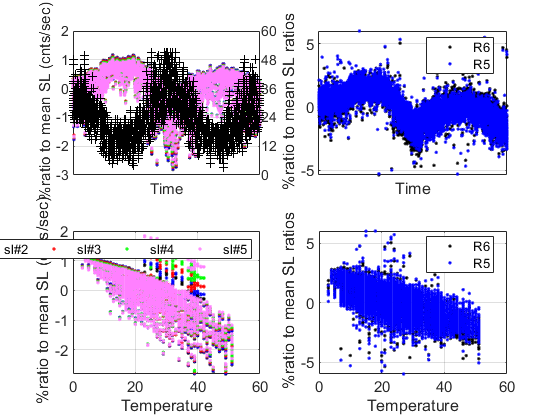 %ratio to mean SL (cnts/sec)
2
1
0
-1
-2
-3
60
48
36
24
12
0
Time
%ratio to mean SL ratios
5
0
-5
R6
R5
Time
%ratio to mean SL (
s/sec)
2
sl#2
sl#3
sl#4
sl#5
0
-1
-2
0
20
40
60
Temperature
%ratio to mean SL ratios
5
0
-5
R6
R5
0
20
40
60
Temperature